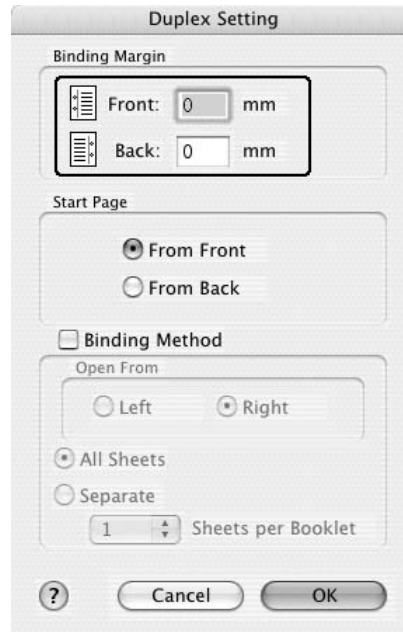 Duplex Setting
Binding Margin
Front: 0 mm
Back: 0 mm
Start Page
From Front
From Back
Binding Method
Open From
Left Right
All Sheets
Separate
1 Sheets per Booklet
? Cancel OK